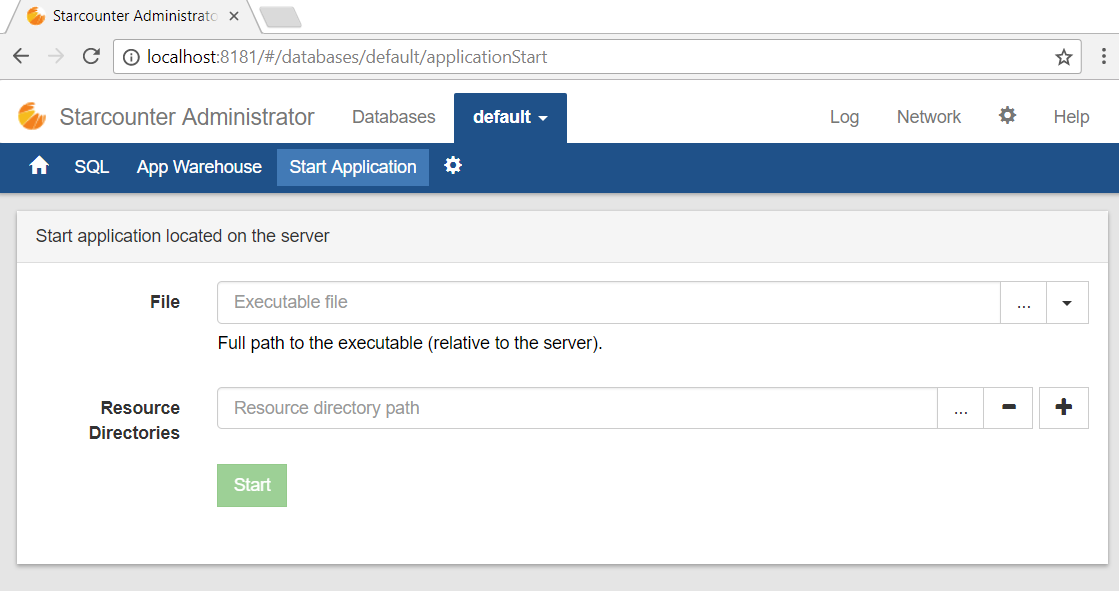 Starcounter Administrato
localhost:8181/#/databases/default/applicationStart
Starcounter Administrator Databases default Log Network Help
SQL App Warehouse Start Application
Start application located on the server
File Executable file ...
Full path to the executable (relative to the server).
Resource Directories Resource directory path ...
Start